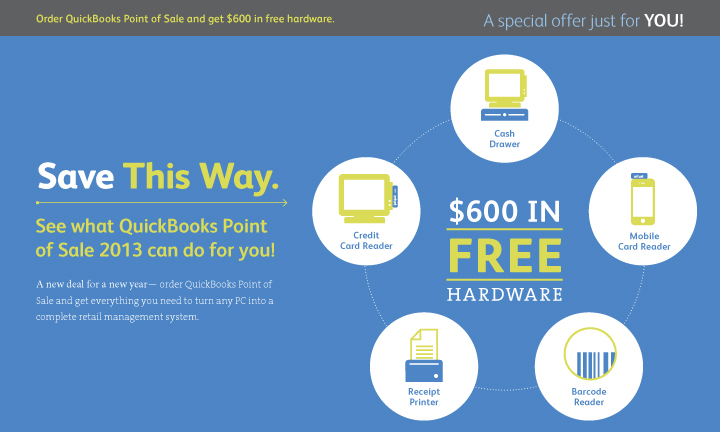 Order QuickBooks Point of Sale and get $600 in free hardware.
A special offer just for YOU!
Save This Way.
See what QuickBooks Point
of Sale 2013 can do for you!
A new deal for a new year— order QuickBooks Point of
Sale and get everything you need to turn any PC into a
complete retail management system.
Cash
Drawer
Credit
Card Reader
$600 IN
FREE
HARDWARE
Mobile
Card Reader
Receipt
Printer
Barcode
Reader